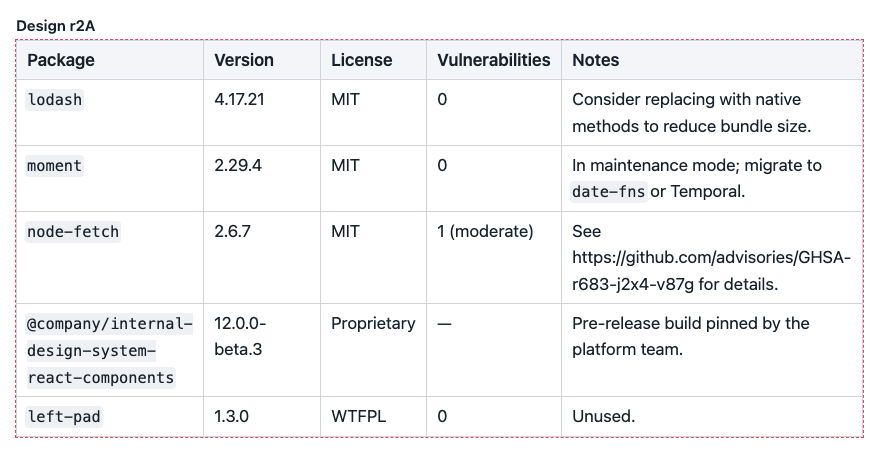 Design r2A
Package Version License Vulnerabilities Notes
lodash 4.17.21 MIT 0 Consider replacing with native
methods to reduce bundle size.
moment 2.29.4 MIT 0 In maintenance mode; migrate to
date-fns or Temporal.
node-fetch 2.6.7 MIT 1 (moderate) See
https://github.com/advisories/GHSA-
r683-j2x4-v87g for details.
@company/internal- 12.0.0- Proprietary — Pre-release build pinned by the
design-system- beta.3 platform team.
react-components
left-pad 1.3.0 WTFPL 0 Unused.